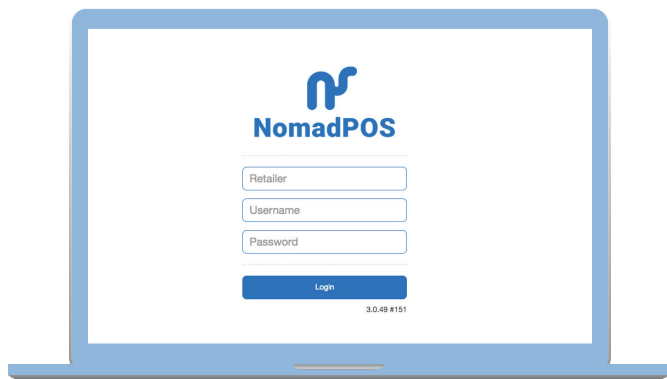 NomadPOS
Retailer
Username
Password
Login
3.0.49 #151